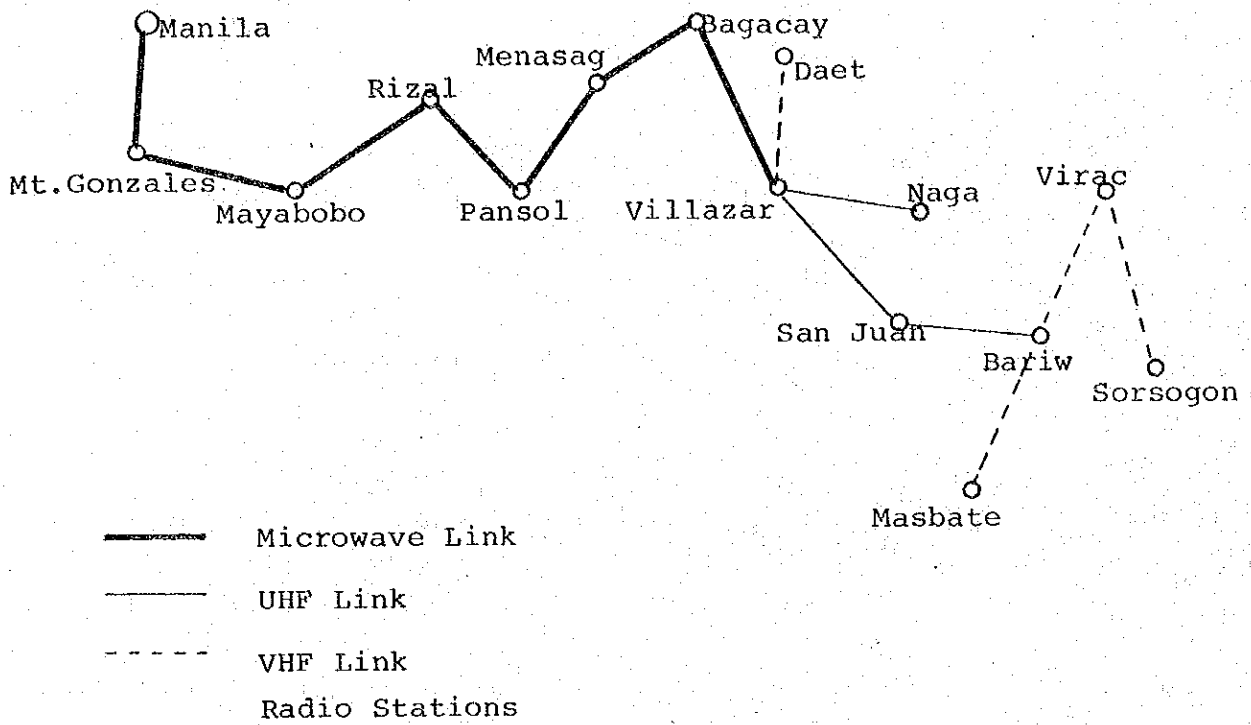 Manila
Bagacay
Menasag
Daet
Rizal
Mt.Gonzales
Mayabobo
Pansol
Villazar
Naga
Virac
San Juan
Bariw
Sorsogon
Masbate
Microwave Link
UHF Link
VHF Link
Radio Stations